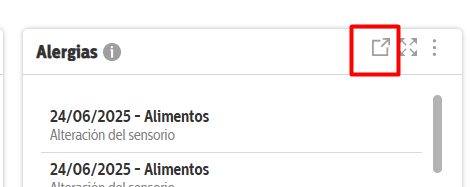 Alergias
24/06/2025 - Alimentos
Alteración del sensorio
24/06/2025 - Alimentos